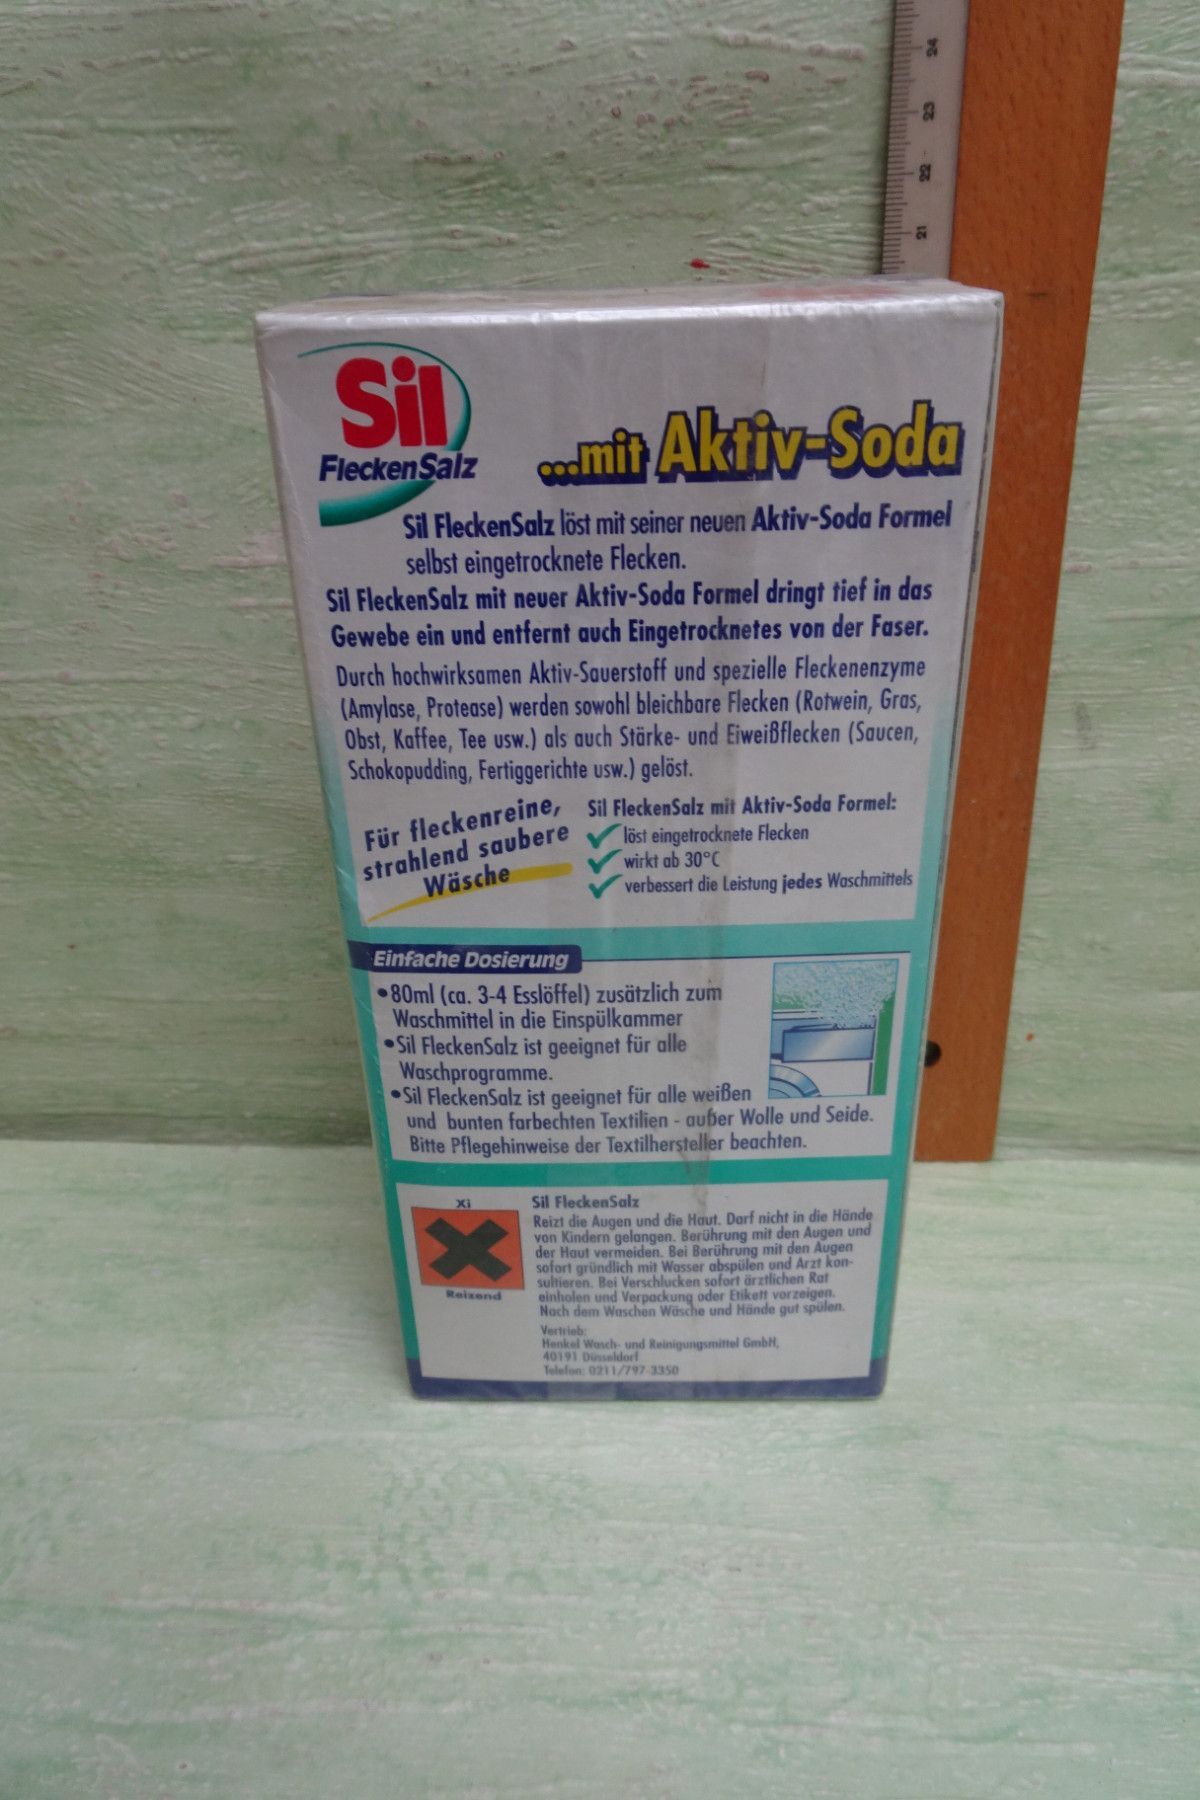 24
23
22
21
Sil
FleckenSalz
...mit Aktiv-Soda
Sil FleckenSalz löst mit seiner neuen Aktiv-Soda Formel
selbst eingetrocknete Flecken.
Sil FleckenSalz mit neuer Aktiv-Soda Formel dringt tief in das
Gewebe ein und entfernt auch Eingetrocknetes von der Faser.
Durch hochwirksamen Aktiv-Sauerstoff und spezielle Fleckenenzyme
(Amylase, Protease) werden sowohl bleichbare Flecken (Rotwein, Gras,
Obst, Kaffee, Tee usw.) als auch Stärke- und Eiweißflecken (Saucen,
Schokopudding, Fertiggerichte usw.) gelöst.
Für fleckenreine,
strahlend saubere
Wäsche
Sil FleckenSalz mit Aktiv-Soda Formel:
löst eingetrocknete Flecken
wirkt ab 30°C
verbessert die Leistung jedes Waschmittels
Einfache Dosierung
•80ml (ca. 3-4 Esslöffel) zusätzlich zum
Waschmittel in die Einspülkammer
•Sil FleckenSalz ist geeignet für alle
Waschprogramme.
•Sil FleckenSalz ist geeignet für alle weißen
und bunten farbechten Textilien - außer Wolle und Seide.
Bitte Pflegehinweise der Textilhersteller beachten.
Xi
Reizend
Sil FleckenSalz
Reizt die Augen und die Haut. Darf nicht in die Hände
von Kindern gelangen. Berührung mit den Augen und
der Haut vermeiden. Bei Berührung mit den Augen
sofort gründlich mit Wasser abspülen und Arzt kon-
sultieren. Bei Verschlucken sofort ärztlichen Rat
einholen und Verpackung oder Etikett vorzeigen.
Nach dem Waschen Wäsche und Hände gut spülen.
Vertrieb:
Henkel Wasch- und Reinigungsmittel GmbH,
40191 Düsseldorf
Telefon: 0211/797-3350